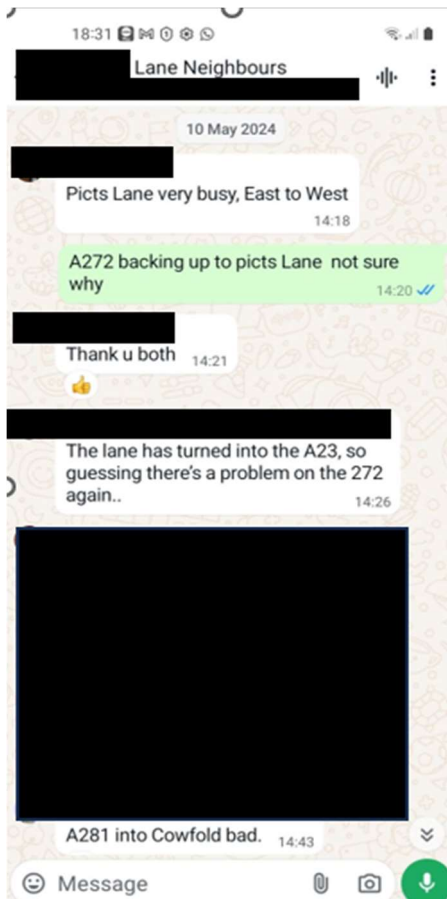 18:31
Lane Neighbours
10 May 2024
Picts Lane very busy, East to West
14:18
A272 backing up to picts Lane  not sure
why
14:20
Thank u both 14:21
The lane has turned into the A23, so
guessing there's a problem on the 272
again..
14:26
A281 into Cowfold bad. 14:43
Message